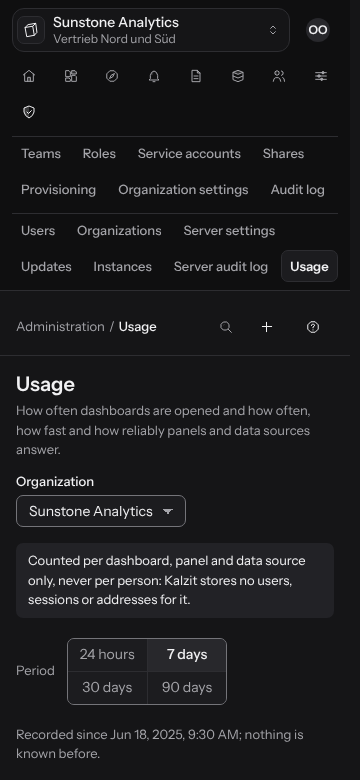 Sunstone Analytics
Vertrieb Nord und Süd
OO
Teams Roles Service accounts Shares
Provisioning Organization settings Audit log
Users Organizations Server settings
Updates Instances Server audit log Usage
Administration / Usage
Usage
How often dashboards are opened and how often,
how fast and how reliably panels and data sources
answer.
Organization
Sunstone Analytics
Counted per dashboard, panel and data source
only, never per person: Kalzit stores no users,
sessions or addresses for it.
Period
24 hours 7 days
30 days 90 days
Recorded since Jun 18, 2025, 9:30 AM; nothing is
known before.